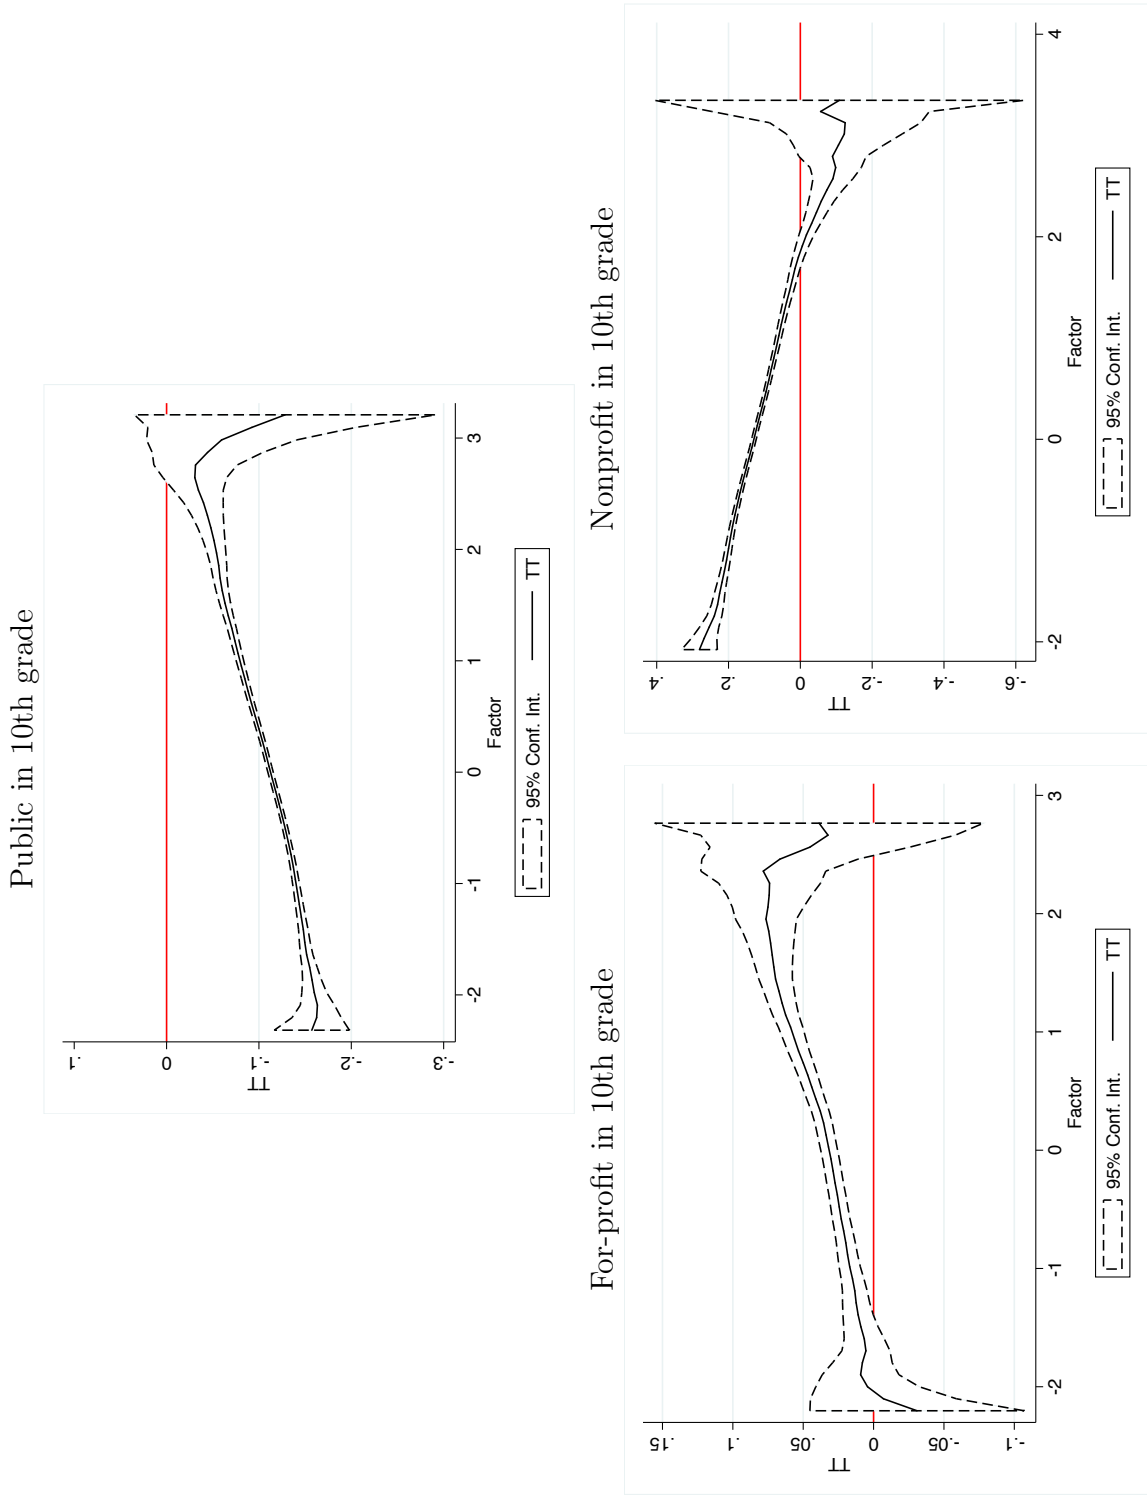 Public in 10th grade
TT
.1
0
-.1
-.2
-.3
-2
-1
0
1
2
3
Factor
95% Conf. Int.
TT
For-profit in 10th grade
TT
.15
.1
.05
0
-.05
-.1
-2
-1
0
1
2
3
Factor
95% Conf. Int.
TT
Nonprofit in 10th grade
TT
.4
.2
0
-.2
-.4
-.6
-2
0
2
4
Factor
95% Conf. Int.
TT